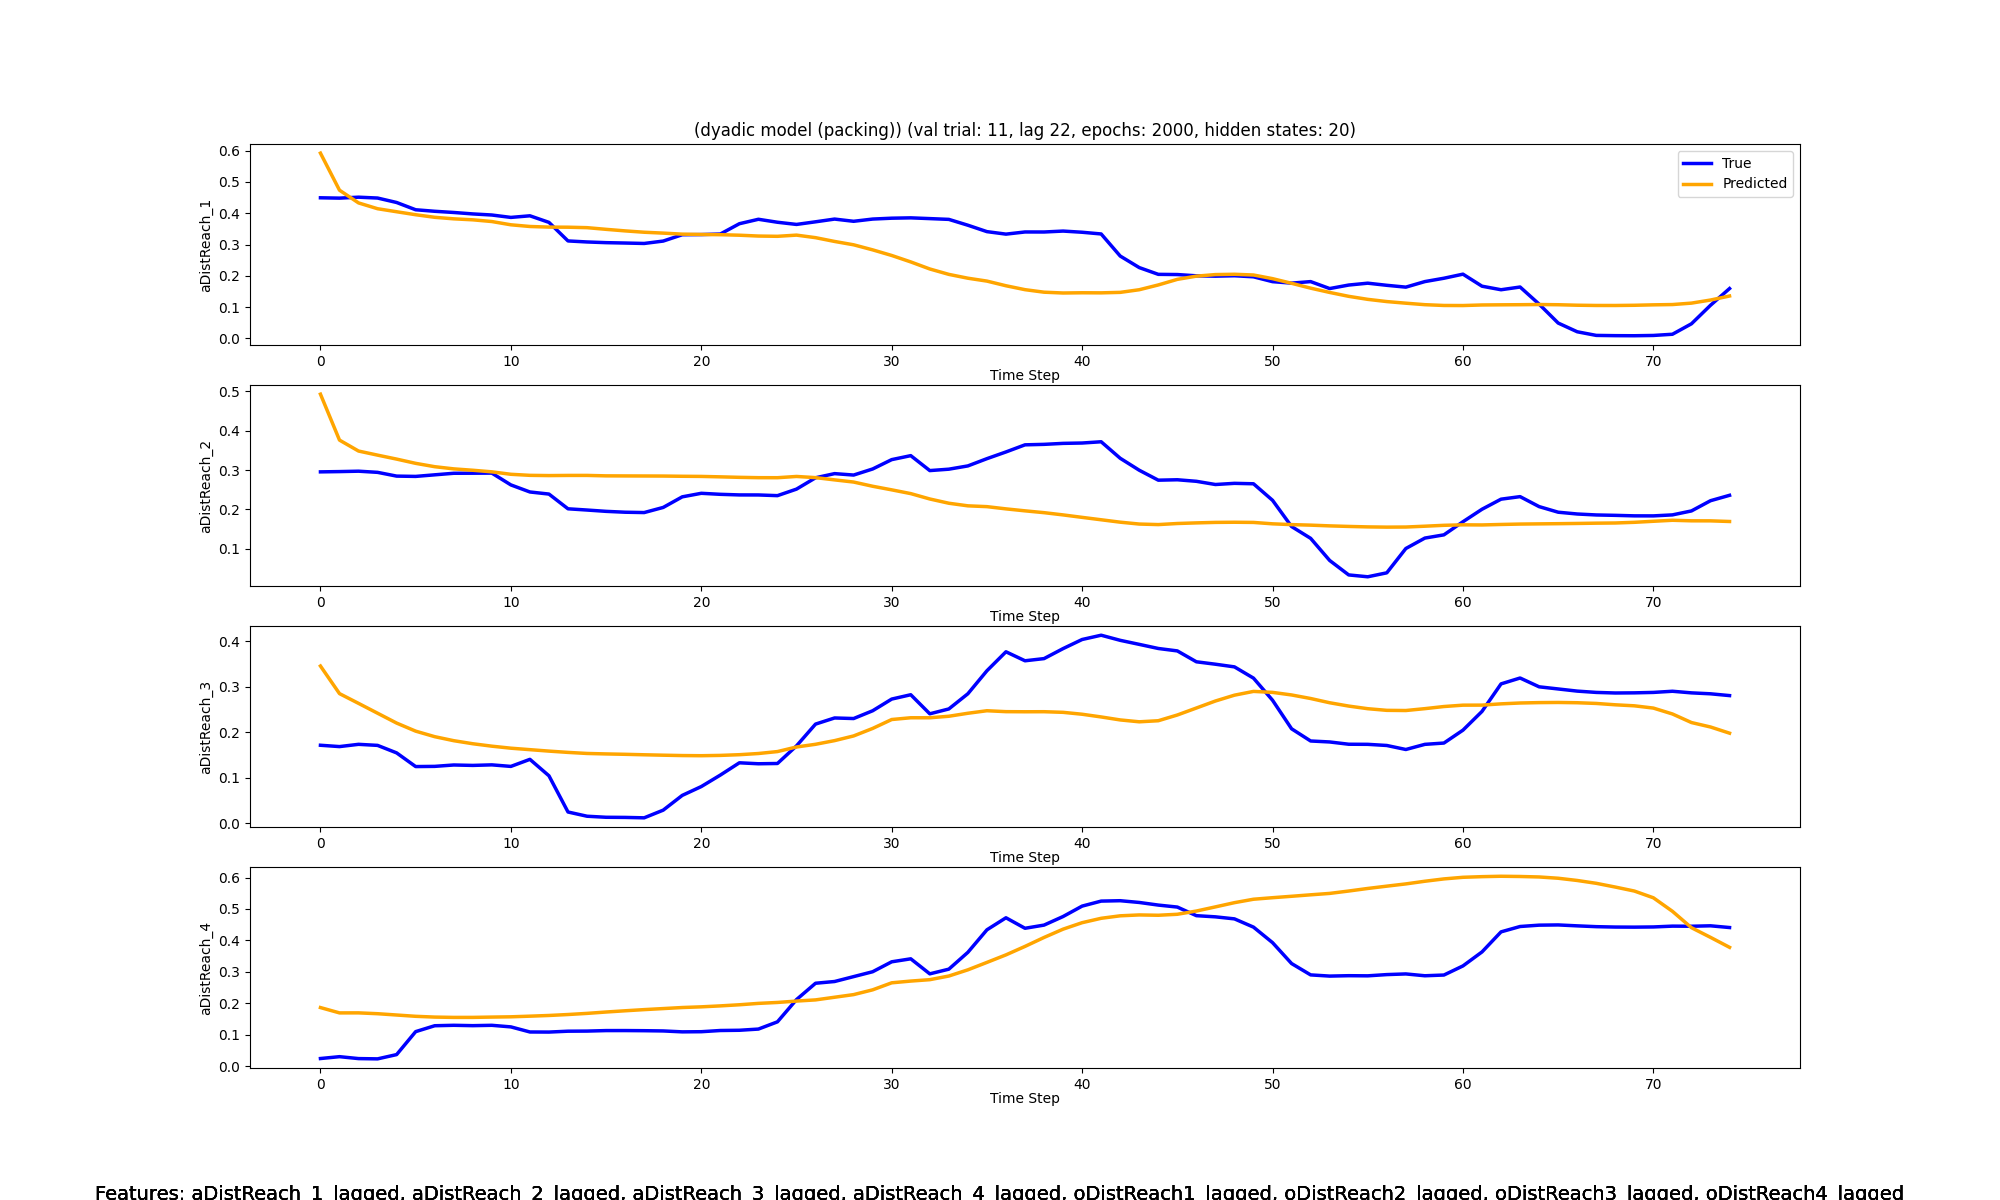 (dyadic model (packing)) (val trial: 11, lag 22, epochs: 2000, hidden states: 20)
True
Predicted
aDistReach_1
0.6
0.5
0.4
0.3
0.2
0.1
0.0
0 10 20 30 40 50 60 70
Time Step
aDistReach_2
0.5
0.4
0.3
0.2
0.1
0 10 20 30 40 50 60 70
Time Step
aDistReach_3
0.4
0.3
0.2
0.1
0.0
0 10 20 30 40 50 60 70
Time Step
aDistReach_4
0.6
0.5
0.4
0.3
0.2
0.1
0.0
0 10 20 30 40 50 60 70
Time Step
Features: aDistReach_1_lagged, aDistReach_2_lagged, aDistReach_3_lagged, aDistReach_4_lagged, oDistReach1_lagged, oDistReach2_lagged, oDistReach3_lagged, oDistReach4_lagged